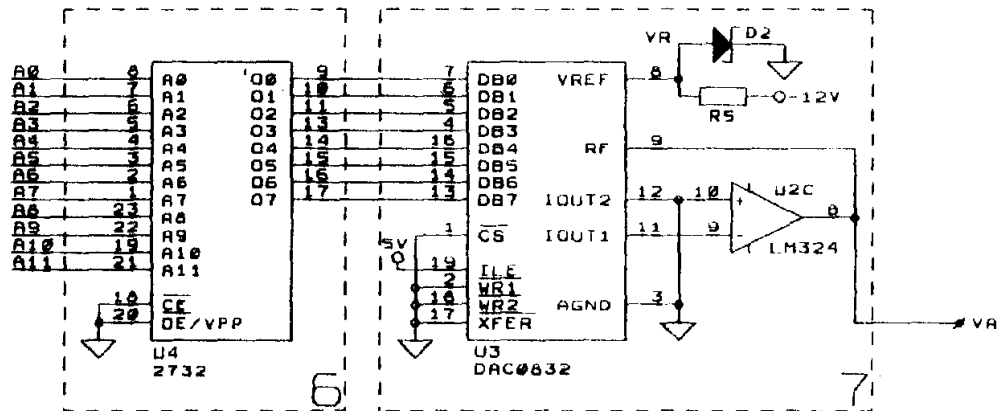 VR
D2
-12V
R5
A0 8 A0 O0 9 7 DB0 VREF 8
A1 7 A1 O1 10 6 DB1
A2 6 A2 O2 11 5 DB2
A3 5 A3 O3 13 4 DB3
A4 4 A4 O4 14 16 DB4 RF 9
A5 3 A5 O5 15 15 DB5
A6 2 A6 O6 16 14 DB6
A7 1 A7 O7 17 13 DB7 IOUT2 12 10 + U2C 8
A8 23 A8
A9 22 A9 1 CS IOUT1 11 9 - LM324
A10 19 A10
A11 21 A11
5V
19 ILE
2 WR1
18 CE 18 WR2 AGND 3
20 OE/VPP 17 XFER
VA
U4
2732
U3
DAC0832
6
7